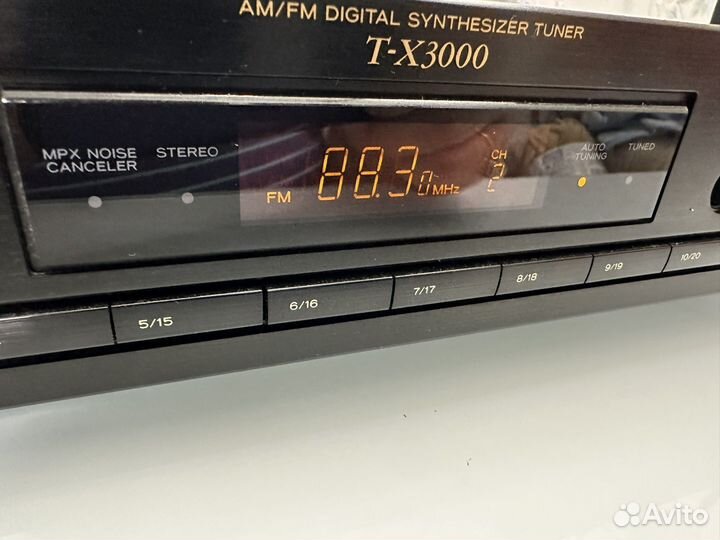 AM/FM DIGITAL SYNTHESIZER TUNER
T-X3000
MPX NOISE CANCELER
STEREO
FM 88.30 MHz
CH 2
AUTO TUNING
TUNED
5/15
6/16
7/17
8/18
9/19
10/20
Avito